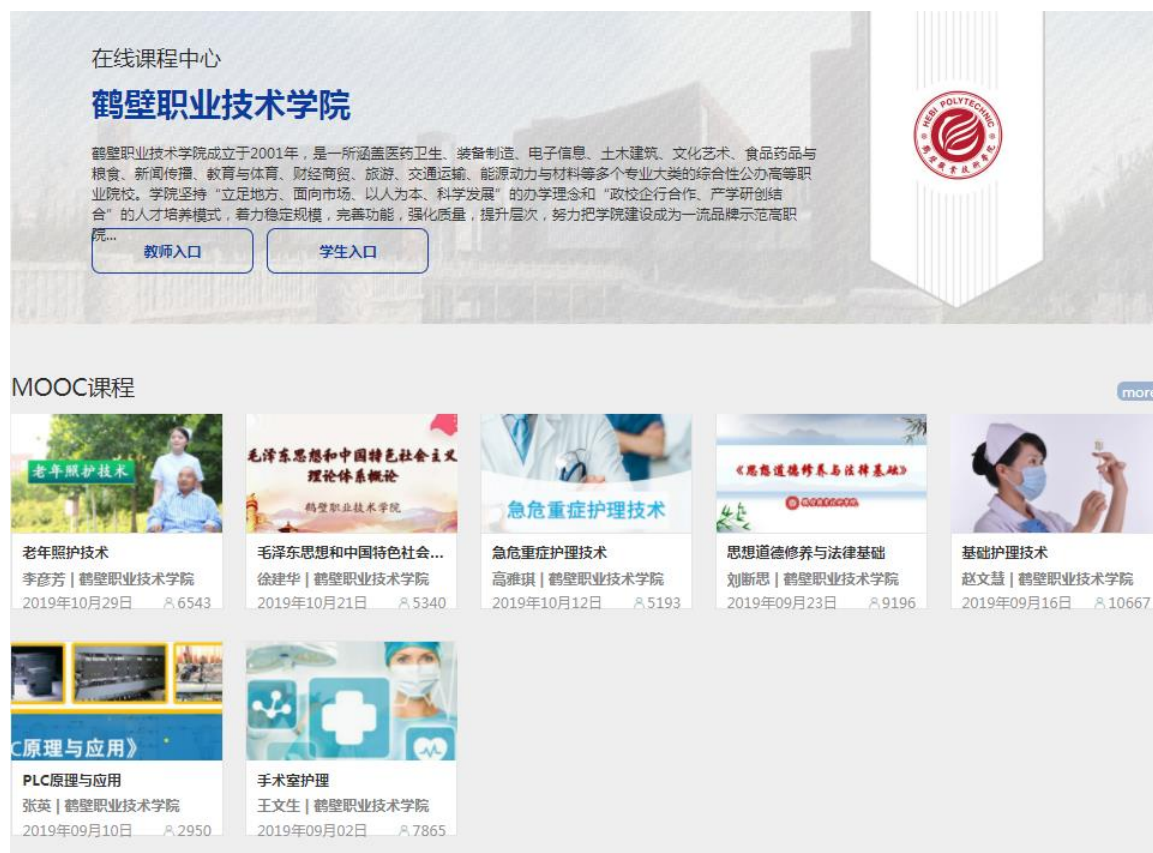 在线课程中心
鹤壁职业技术学院
鹤壁职业技术学院成立于2001年，是一所涵盖医药卫生、装备制造、电子信息、土木建筑、文化艺术、食品药品与
粮食、新闻传播、教育与体育、财经商贸、旅游、交通运输、能源动力与材料等多个专业大类的综合性公办高等职
业院校。学院坚持“立足地方、面向市场、以人为本、科学发展”的办学理念和“政校企行合作、产学研创结
合”的人才培养模式，着力稳定规模，完善功能，强化质量，提升层次，努力把学院建设成为一流品牌示范高职
院...
教师入口
学生入口
HEBI POLYTECHNIC
鹤壁职业技术学院
MOOC课程
more
老年照护技术
毛泽东思想和中国特色社会主义
理论体系概论
鹤壁职业技术学院
急危重症护理技术
《思想道德修养与法律基础》
老年照护技术
李彦芳 | 鹤壁职业技术学院
2019年10月29日 6543
毛泽东思想和中国特色社会...
徐建华 | 鹤壁职业技术学院
2019年10月21日 5340
急危重症护理技术
高雅琪 | 鹤壁职业技术学院
2019年10月12日 5193
思想道德修养与法律基础
刘断思 | 鹤壁职业技术学院
2019年09月23日 9196
基础护理技术
赵文慧 | 鹤壁职业技术学院
2019年09月16日 10667
C原理与应用》
PLC原理与应用
张英 | 鹤壁职业技术学院
2019年09月10日 2950
手术室护理
王文生 | 鹤壁职业技术学院
2019年09月02日 7865